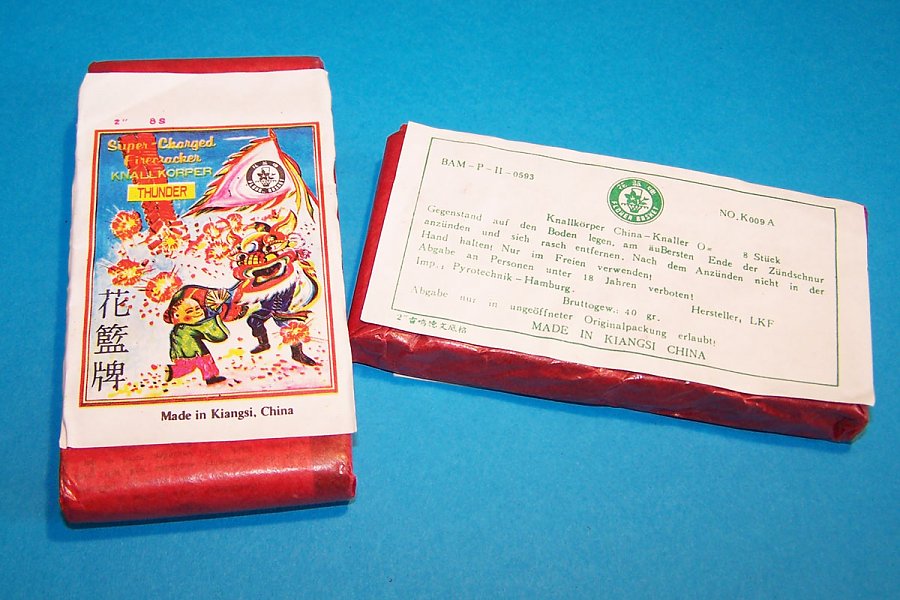 2" 8S
Super-Charged
Firecracker
KNALLKORPER
THUNDER
花籃牌
Made in Kiangsi, China
BAM-P-II-0593
NO. K009 A
Knallkörper China-Knaller O« 8 Stück
Gegenstand auf den Boden legen, am äußersten Ende der Zündschnur
anzünden und sich rasch entfernen. Nach dem Anzünden nicht in der
Hand halten; Nur im Freien verwenden;
Abgabe an Personen unter 18 Jahren verboten!
Imp.: Pyrotechnik-Hamburg.
Bruttogew.: 40 gr. Hersteller, LKF
Abgabe nur in ungeöffneter Originalpackung erlaubt;
MADE IN KIANGSI CHINA